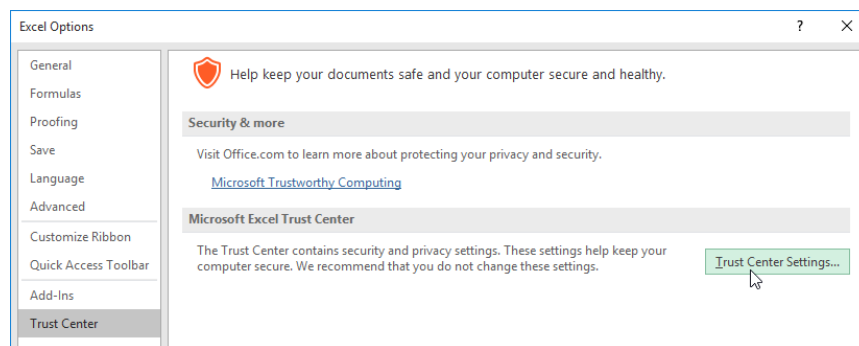 Excel Options
?
General
Formulas
Proofing
Save
Language
Advanced
Customize Ribbon
Quick Access Toolbar
Add-Ins
Trust Center
Help keep your documents safe and your computer secure and healthy.
Security & more
Visit Office.com to learn more about protecting your privacy and security.
Microsoft Trustworthy Computing
Microsoft Excel Trust Center
The Trust Center contains security and privacy settings. These settings help keep your
computer secure. We recommend that you do not change these settings.
Trust Center Settings...